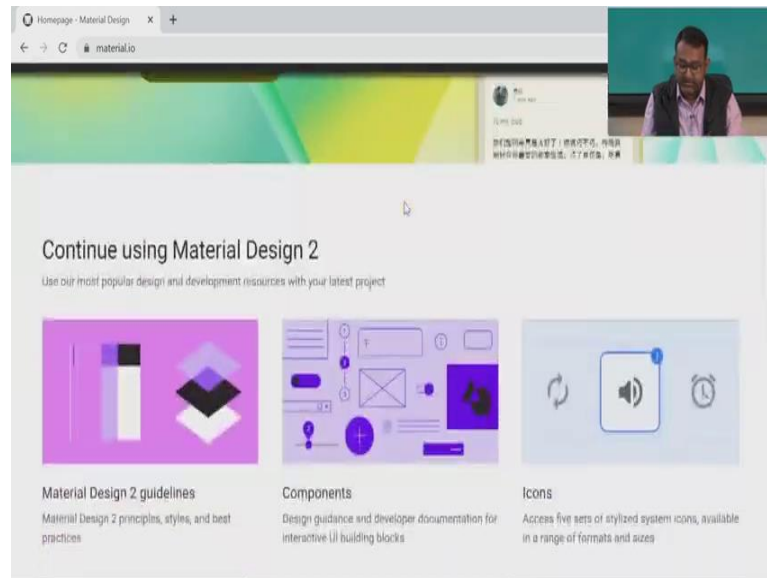 Homepage - Material Design
material.io
Continue using Material Design 2
Use our most popular design and development resources with your latest project
Material Design 2 guidelines
Material Design 2 principles, styles, and best
practices
Components
Design guidance and developer documentation for
interactive UI building blocks
Icons
Access five sets of stylized system icons, available
in a range of formats and sizes